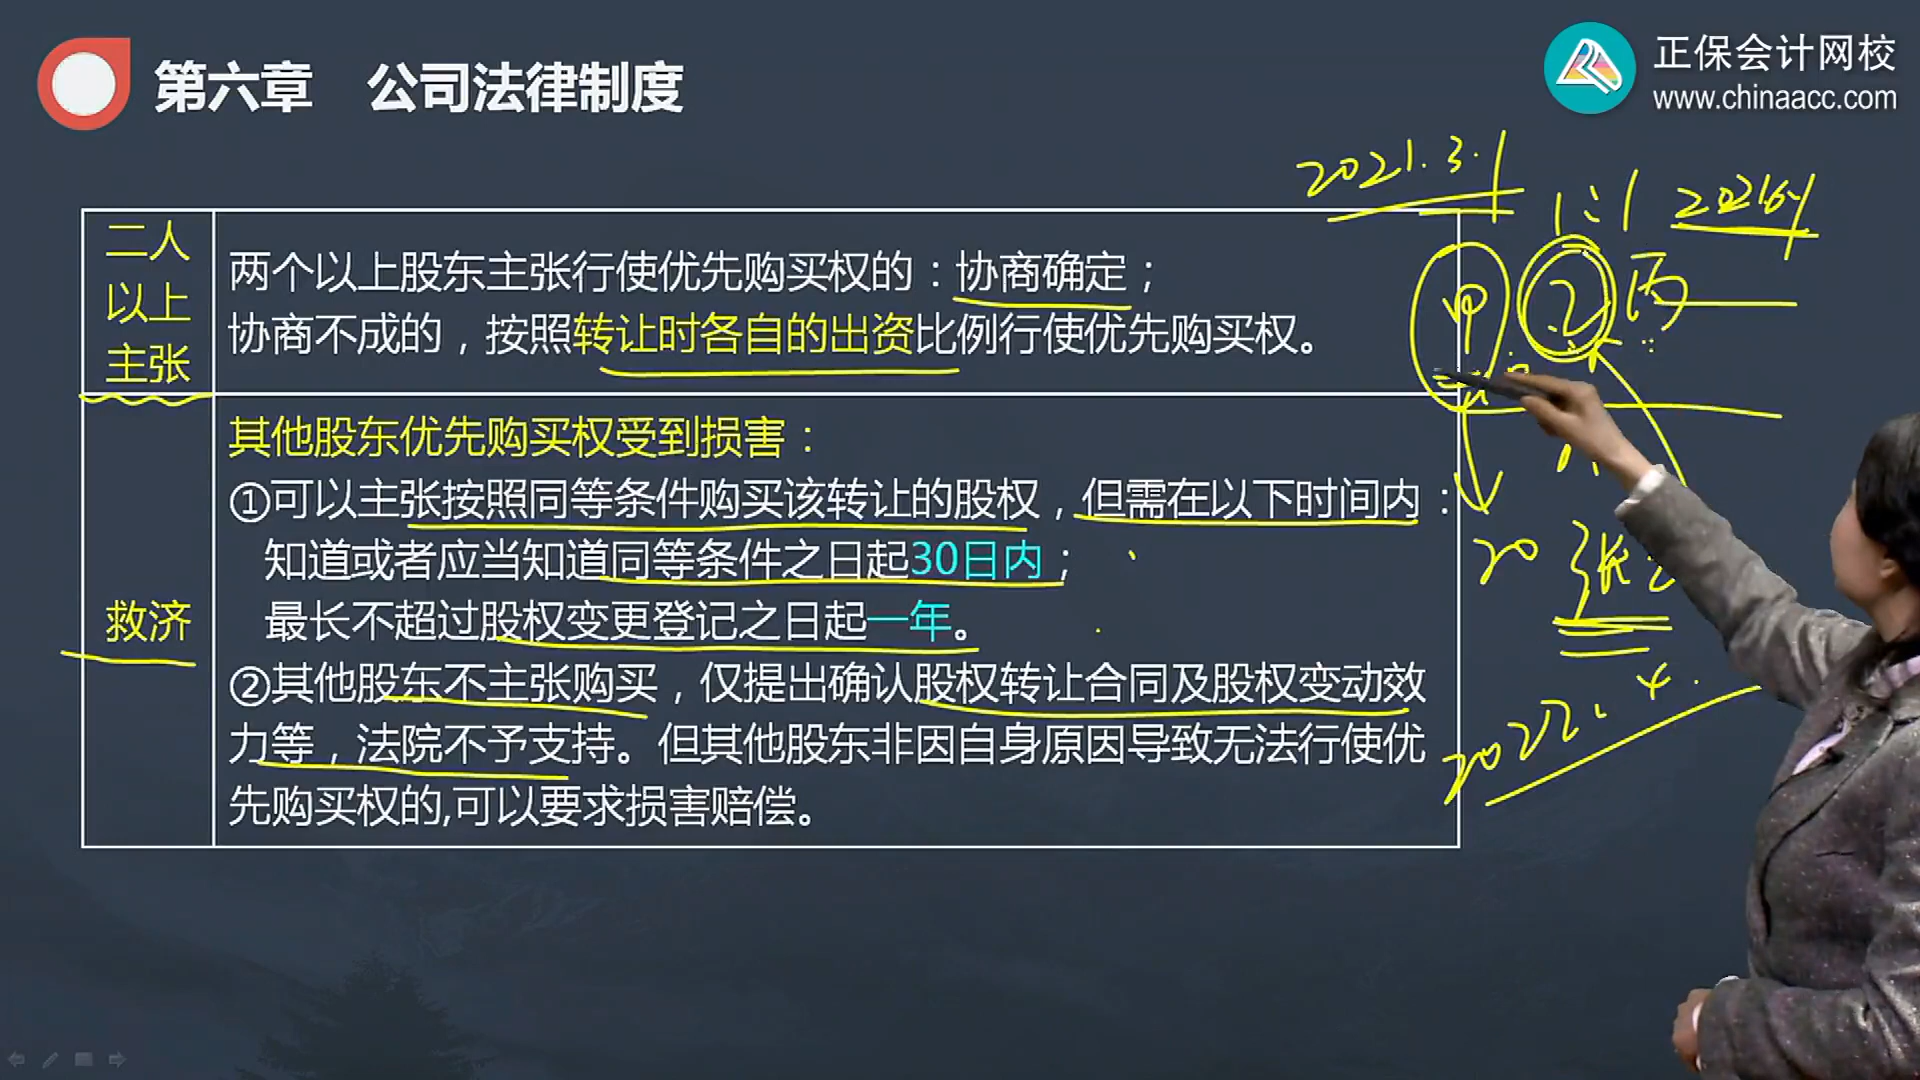 第六章 公司法律制度
正保会计网校
www.chinaacc.com
2021.3.1
1:1
甲 乙 丙
二人
以上
主张
两个以上股东主张行使优先购买权的：协商确定；
协商不成的，按照转让时各自的出资比例行使优先购买权。
救济
其他股东优先购买权受到损害：
①可以主张按照同等条件购买该转让的股权，但需在以下时间内：
知道或者应当知道同等条件之日起30日内；
最长不超过股权变更登记之日起一年。
②其他股东不主张购买，仅提出确认股权转让合同及股权变动效
力等，法院不予支持。但其他股东非因自身原因导致无法行使优
先购买权的,可以要求损害赔偿。
20
张
2022.4.